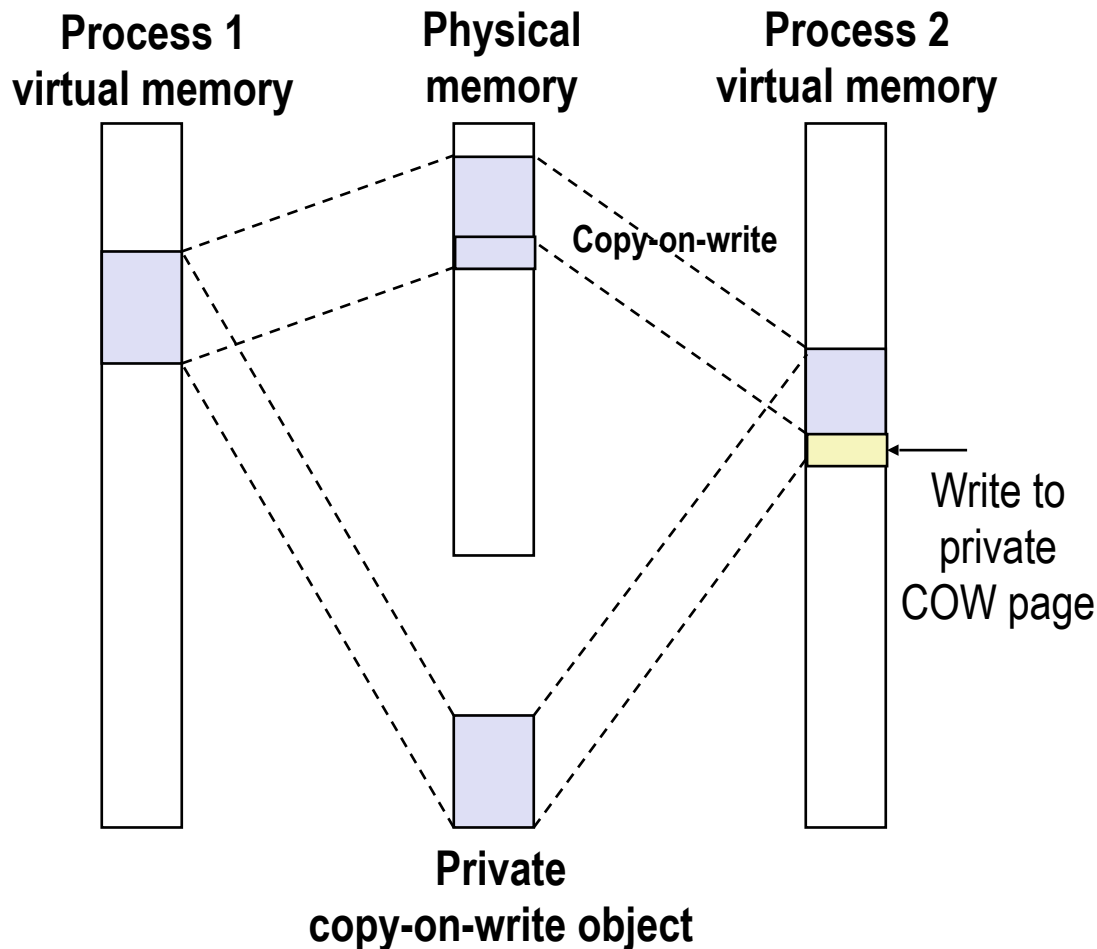 Process 1
virtual memory
Physical
memory
Process 2
virtual memory
Copy-on-write
Write to
private
COW page
Private
copy-on-write object